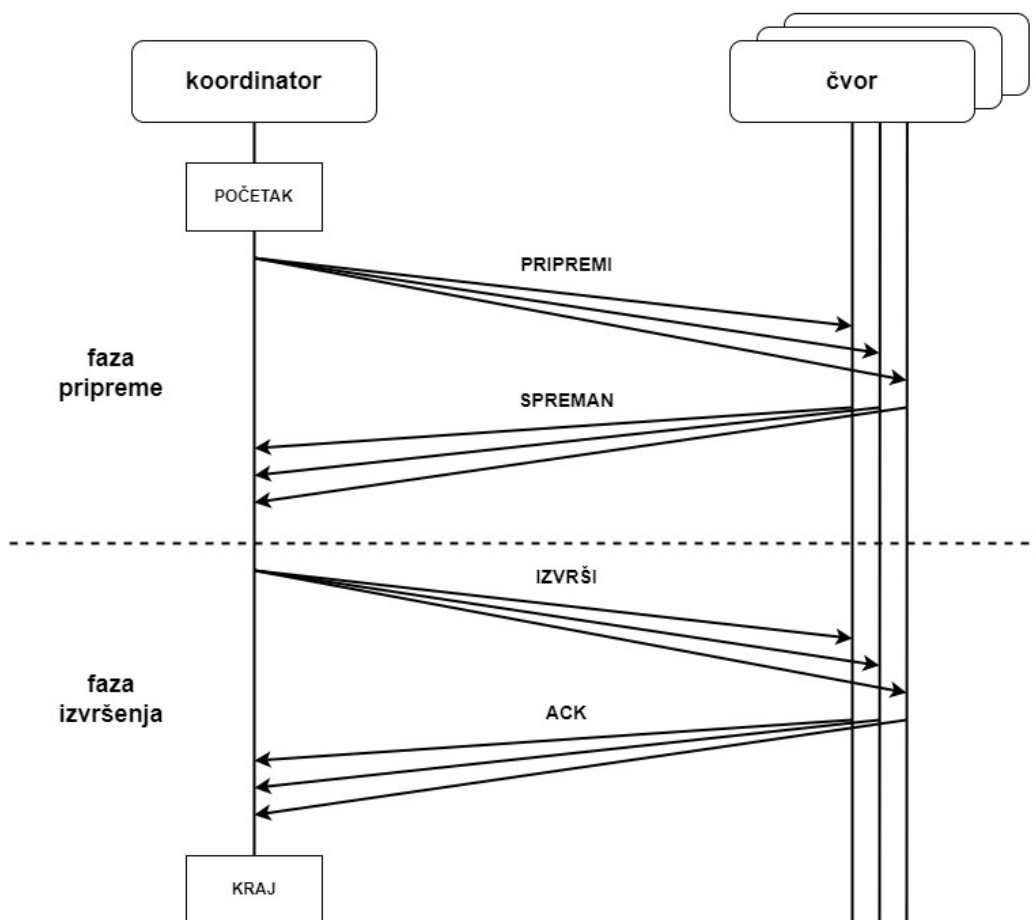 koordinator
čvor
POČETAK
PRIPREMI
faza
pripreme
SPREMAN
IZVRŠI
faza
izvršenja
ACK
KRAJ